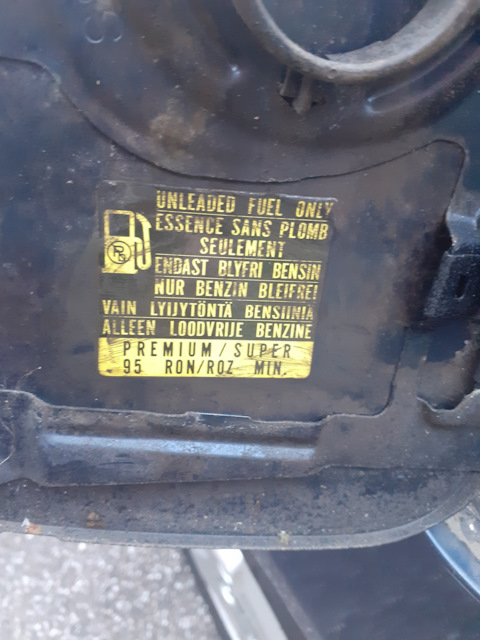 UNLEADED FUEL ONLY
ESSENCE SANS PLOMB
SEULEMENT
ENDAST BLYFRI BENSIN
NUR BENZIN BLEIFREI
VAIN LYIJYTÖNTÄ BENSIINIA
ALLEEN LOODVRIJE BENZINE
PREMIUM/SUPER
95 RON/ROZ MIN.